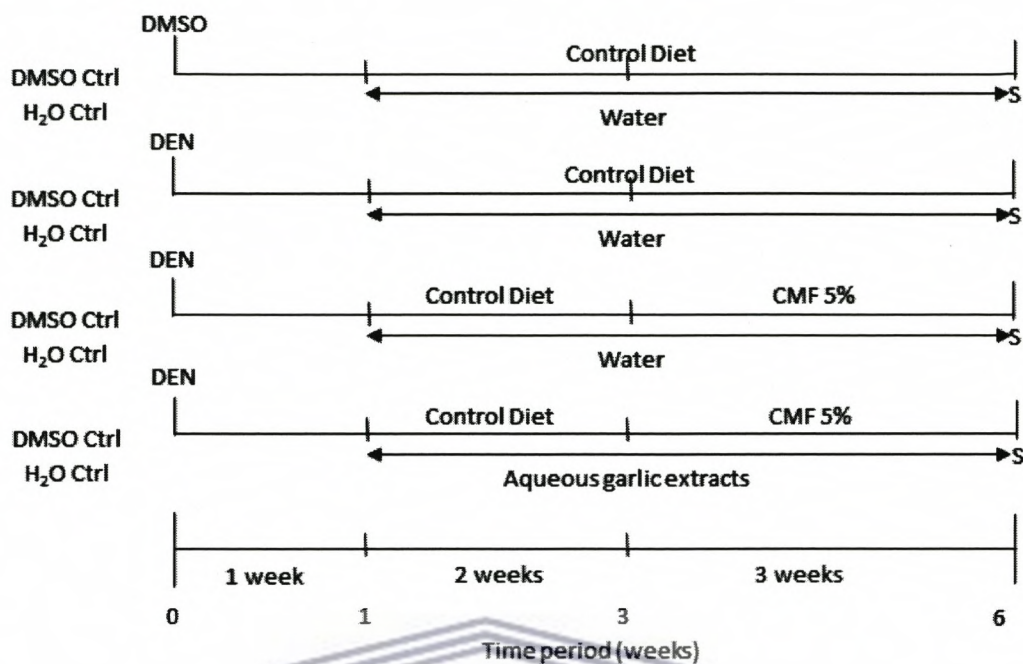 DMSO
Control Diet
DMSO Ctrl
H₂O Ctrl
Water
S
DEN
Control Diet
DMSO Ctrl
H₂O Ctrl
Water
S
DEN
Control Diet CMF 5%
DMSO Ctrl
H₂O Ctrl
Water
S
DEN
Control Diet CMF 5%
DMSO Ctrl
H₂O Ctrl
Aqueous garlic extracts
S
1 week 2 weeks 3 weeks
0 1 3 6
Time period (weeks)